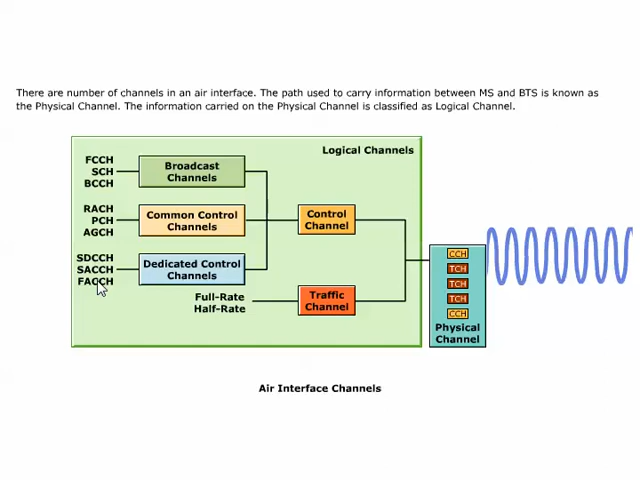 There are number of channels in an air interface. The path used to carry information between MS and BTS is known as
the Physical Channel. The information carried on the Physical Channel is classified as Logical Channel.
Logical Channels
FCCH
SCH
BCCH
Broadcast
Channels
RACH
PCH
AGCH
Common Control
Channels
Control
Channel
SDCCH
SACCH
FACCH
Dedicated Control
Channels
Full-Rate
Half-Rate
Traffic
Channel
CCH
TCH
TCH
TCH
CCH
Physical
Channel
Air Interface Channels